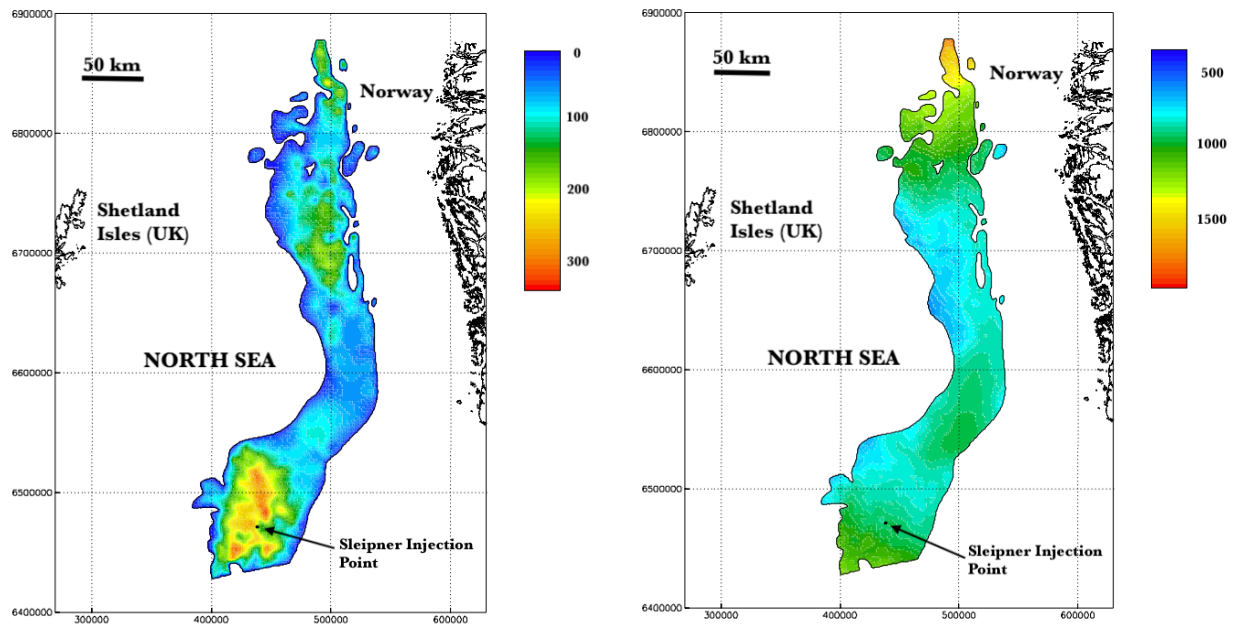 6900000
50 km
Norway
6800000
Shetland
Isles (UK)
6700000
NORTH SEA
6600000
6500000
Sleipner Injection
Point
6400000
300000 400000 500000 600000
0
100
200
300
6900000
50 km
Norway
6800000
Shetland
Isles (UK)
6700000
NORTH SEA
6600000
6500000
Sleipner Injection
Point
6400000
300000 400000 500000 600000
500
1000
1500